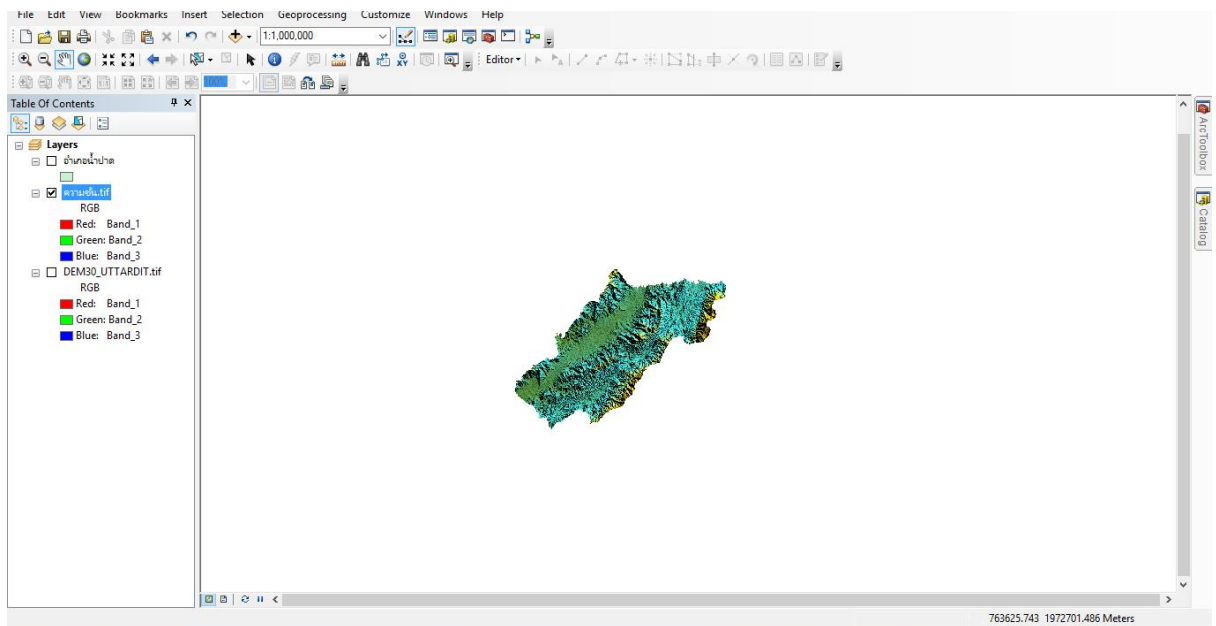 File Edit View Bookmarks Insert Selection Geoprocessing Customize Windows Help
1:1,000,000
Editor
Table Of Contents
Layers
อำเภอน้ำปาด
ความชัน.tif
RGB
Red: Band_1
Green: Band_2
Blue: Band_3
DEM30_UTTARDIT.tif
RGB
Red: Band_1
Green: Band_2
Blue: Band_3
ArcToolbox
Catalog
763625.743 1972701.486 Meters